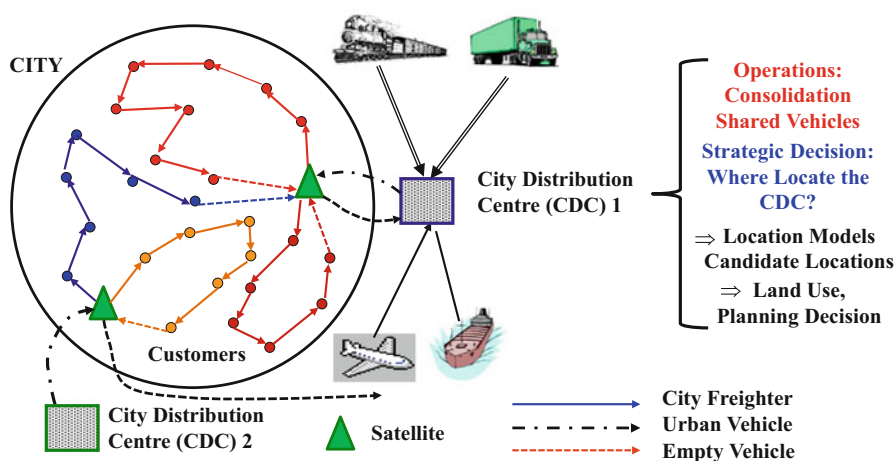 CITY
Operations:
Consolidation
Shared Vehicles
Strategic Decision:
Where Locate the
CDC?
⇒ Location Models
Candidate Locations
⇒ Land Use,
Planning Decision
City Distribution
Centre (CDC) 1
Customers
City Distribution
Centre (CDC) 2
Satellite
City Freighter
Urban Vehicle
Empty Vehicle